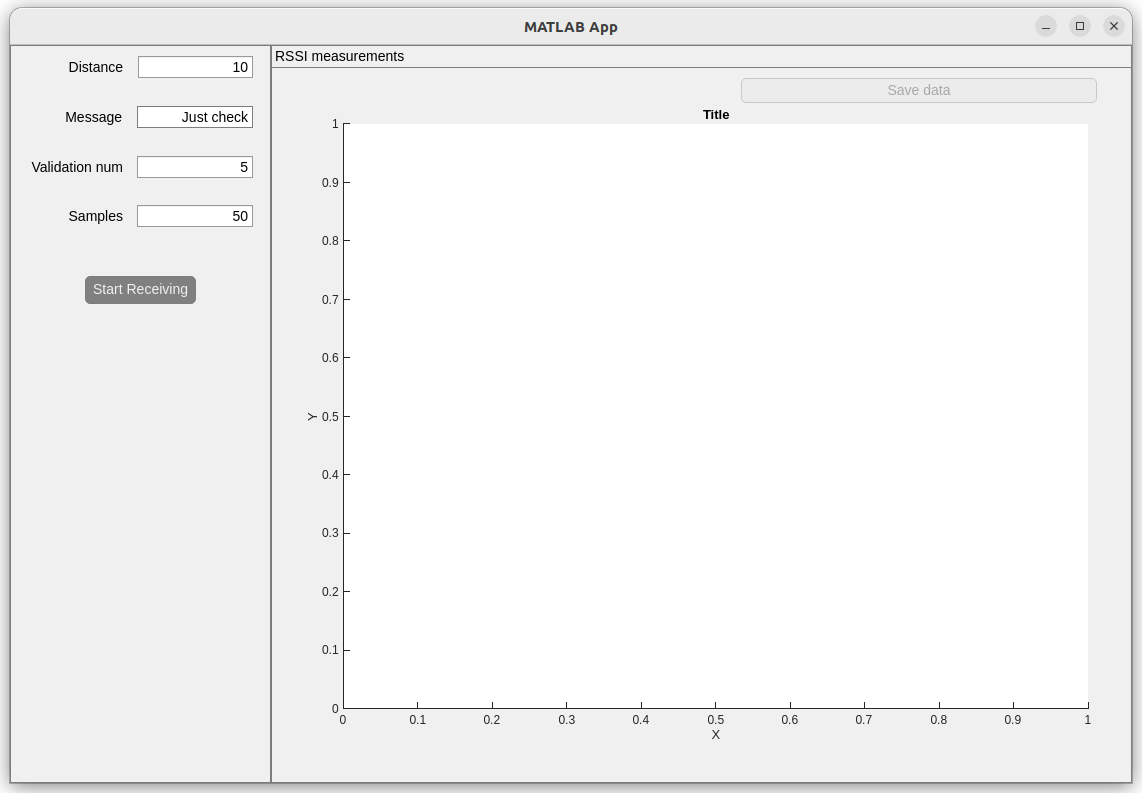 MATLAB App
Distance 10
Message Just check
Validation num 5
Samples 50
Start Receiving
RSSI measurements
Save data
Title
1
0.9
0.8
0.7
0.6
0.5
0.4
0.3
0.2
0.1
0
Y
0 0.1 0.2 0.3 0.4 0.5 0.6 0.7 0.8 0.9 1
X